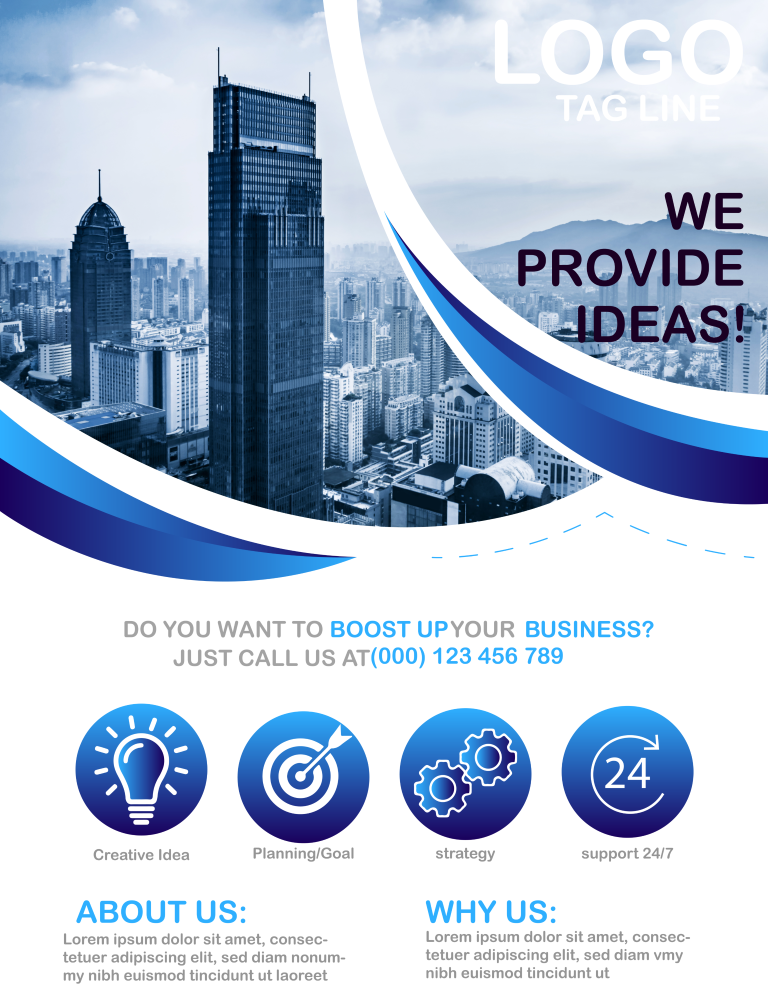 LOGO
TAG LINE
WE
PROVIDE
IDEAS!
DO YOU WANT TO BOOST UP YOUR BUSINESS?
JUST CALL US AT (000) 123 456 789
24
Creative Idea
Planning/Goal
strategy
support 24/7
ABOUT US:
Lorem ipsum dolor sit amet, consec-
tetuer adipiscing elit, sed diam nonum-
my nibh euismod tincidunt ut laoreet
WHY US:
Lorem ipsum dolor sit amet, consec-
tetuer adipiscing elit, sed diam vmy
nibh euismod tincidunt ut